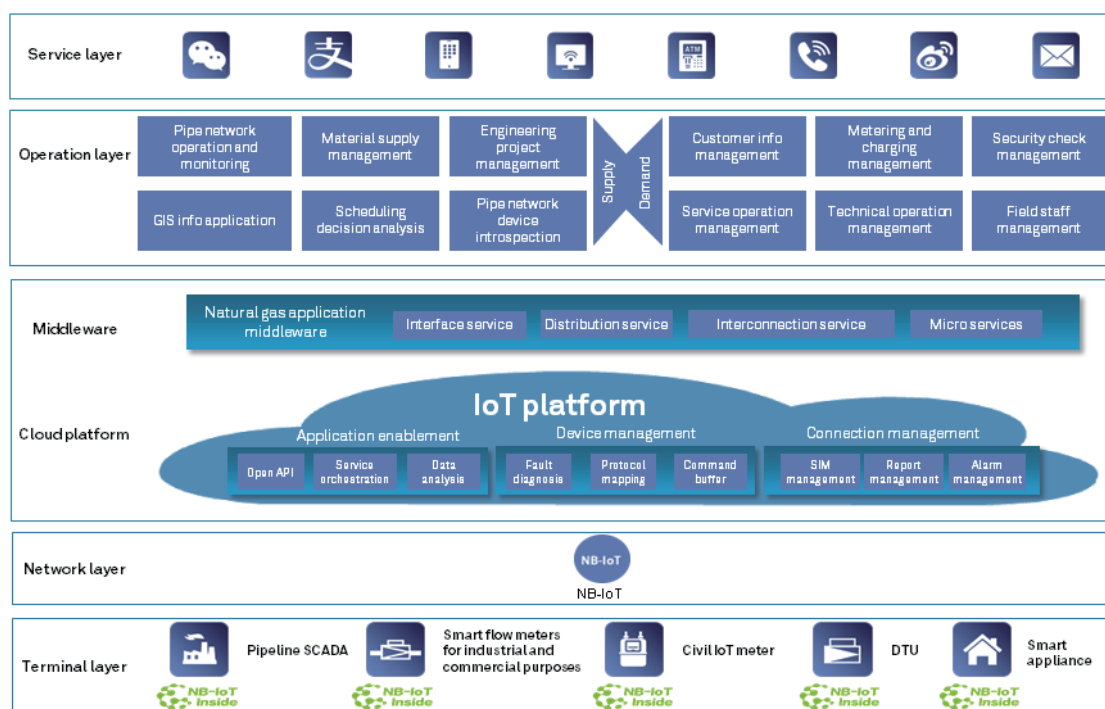 Service layer
支
ATM
Operation layer
Pipe network
operation and
monitoring
Material supply
management
Engineering
project
management
Supply
Demand
Customer info
management
Metering and
charging
management
Security check
management
GIS info application
Scheduling
decision analysis
Pipe network
device
introspection
Service operation
management
Technical operation
management
Field staff
management
Middleware
Natural gas application
middleware
Interface service
Distribution service
Interconnection service
Micro services
Cloud platform
IoT platform
Application enablement
Device management
Connection management
Open API
Service
orchestration
Data
analysis
Fault
diagnosis
Protocol
mapping
Command
buffer
SIM
management
Report
management
Alarm
management
Network layer
NB-IoT
NB-IoT
Terminal layer
Pipeline SCADA
Smart flow meters
for industrial and
commercial purposes
Civil IoT meter
DTU
Smart
appliance
NB-IoT
Inside
NB-IoT
Inside
NB-IoT
Inside
NB-IoT
Inside
NB-IoT
Inside